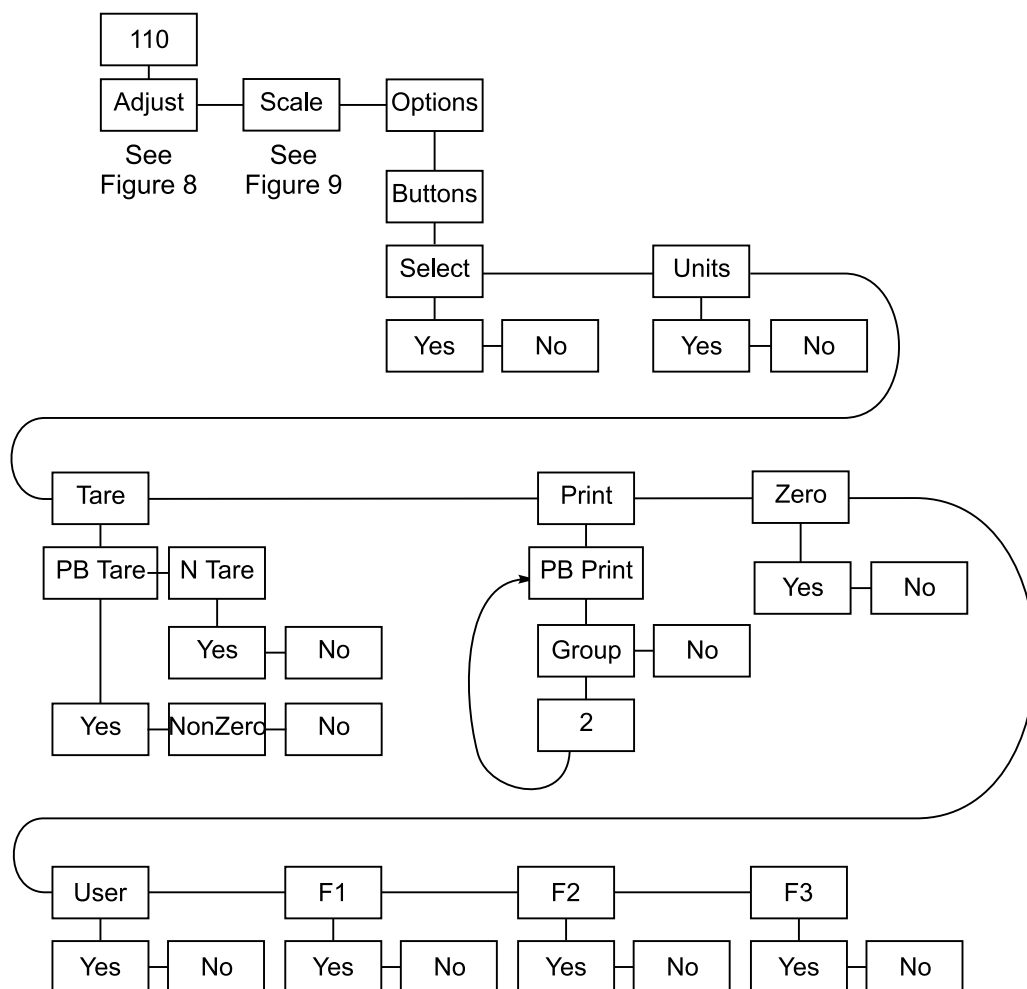 110
Adjust Scale Options
See Figure 8
See Figure 9
Buttons
Select Units
Yes No Yes No
Tare Print Zero
PB Tare N Tare PB Print Yes No
Yes No Group No
Yes NonZero No 2
User F1 F2 F3
Yes No Yes No Yes No Yes No